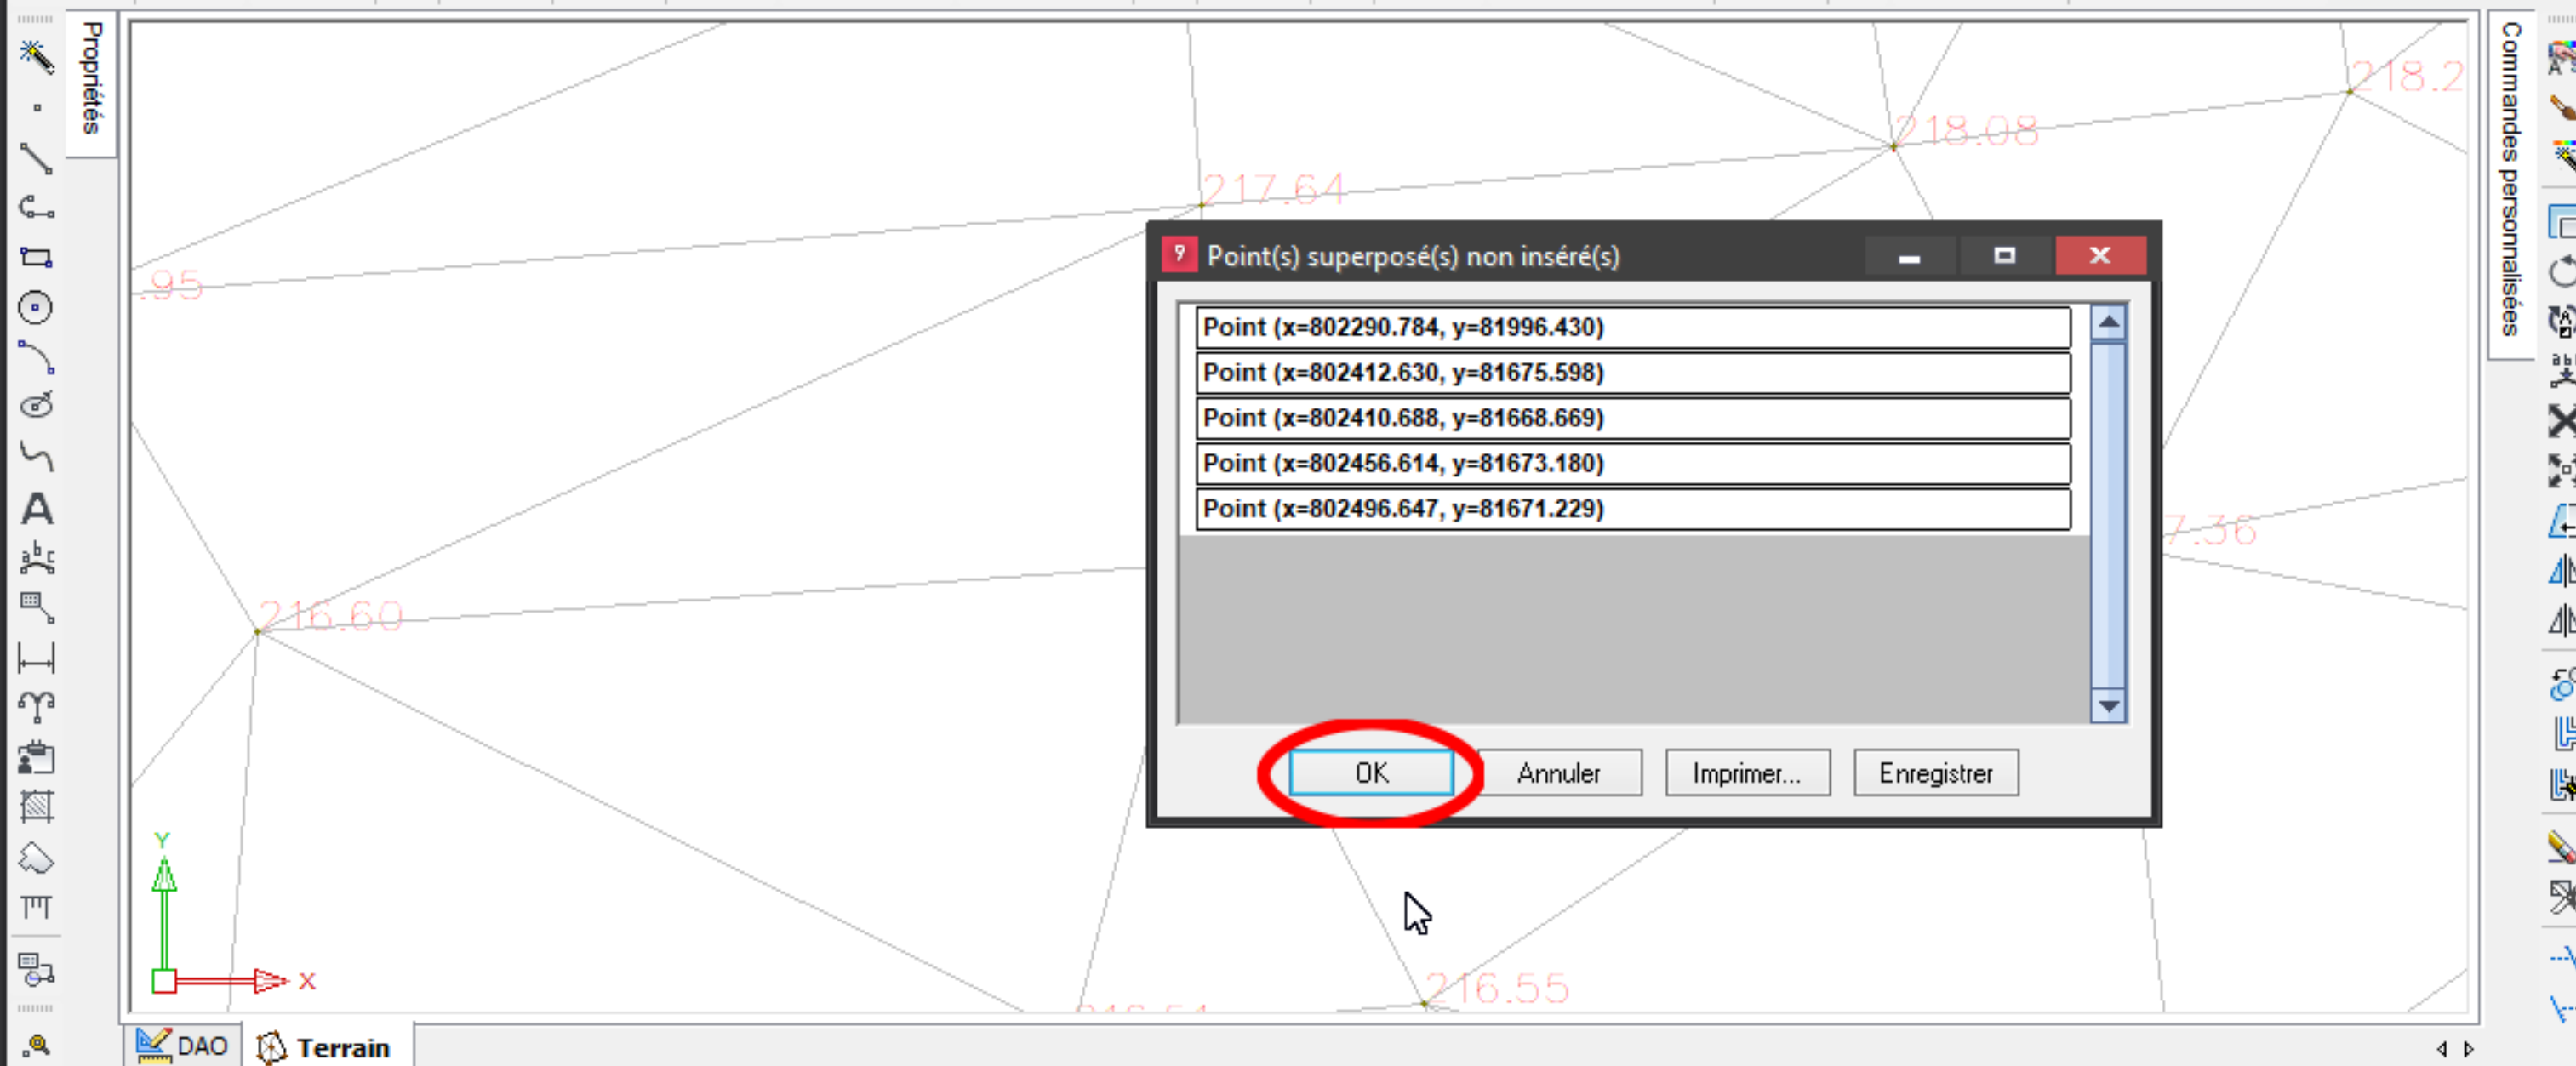 Propriétés
Commandes personnalisées
218.2
218.08
217.64
.95
9
Point(s) superposé(s) non inséré(s)
Point (x=802290.784, y=81996.430)
Point (x=802412.630, y=81675.598)
Point (x=802410.688, y=81668.669)
Point (x=802456.614, y=81673.180)
Point (x=802496.647, y=81671.229)
7.36
216.60
OK
Annuler
Imprimer...
Enregistrer
A
abc
Y
X
216.55
DAO
Terrain